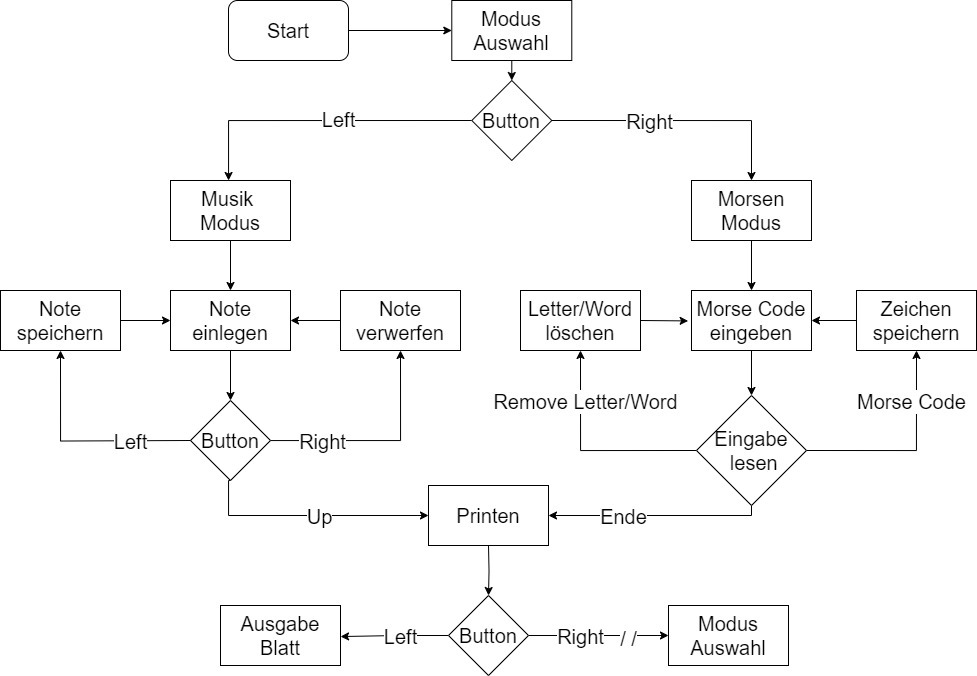 Start
Modus
Auswahl
Button
Left
Right
Musik
Modus
Morsen
Modus
Note
speichern
Note
einlegen
Note
verwerfen
Letter/Word
löschen
Morse Code
eingeben
Zeichen
speichern
Remove Letter/Word
Morse Code
Left
Button
Right
Eingabe
lesen
Up
Printen
Ende
Ausgabe
Blatt
Left
Button
Right
//
Modus
Auswahl